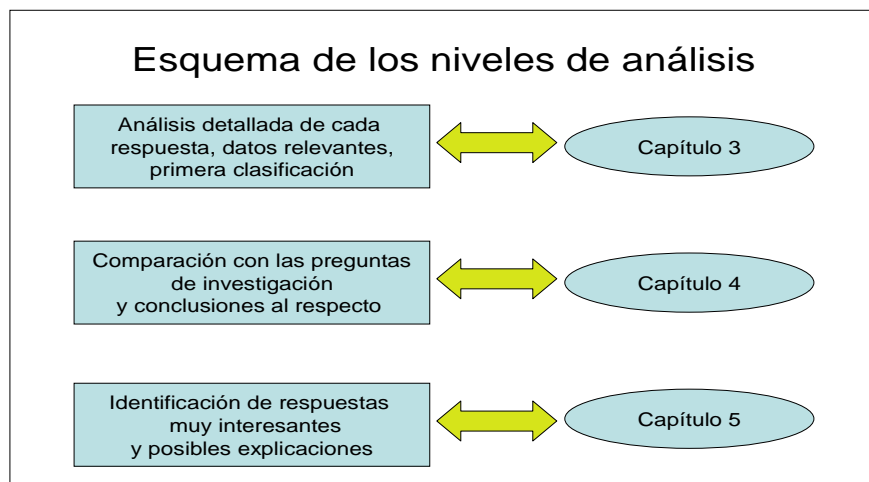 Esquema de los niveles de análisis
Análisis detallada de cada
respuesta, datos relevantes,
primera clasificación
Capítulo 3
Comparación con las preguntas
de investigación
y conclusiones al respecto
Capítulo 4
Identificación de respuestas
muy interesantes
y posibles explicaciones
Capítulo 5